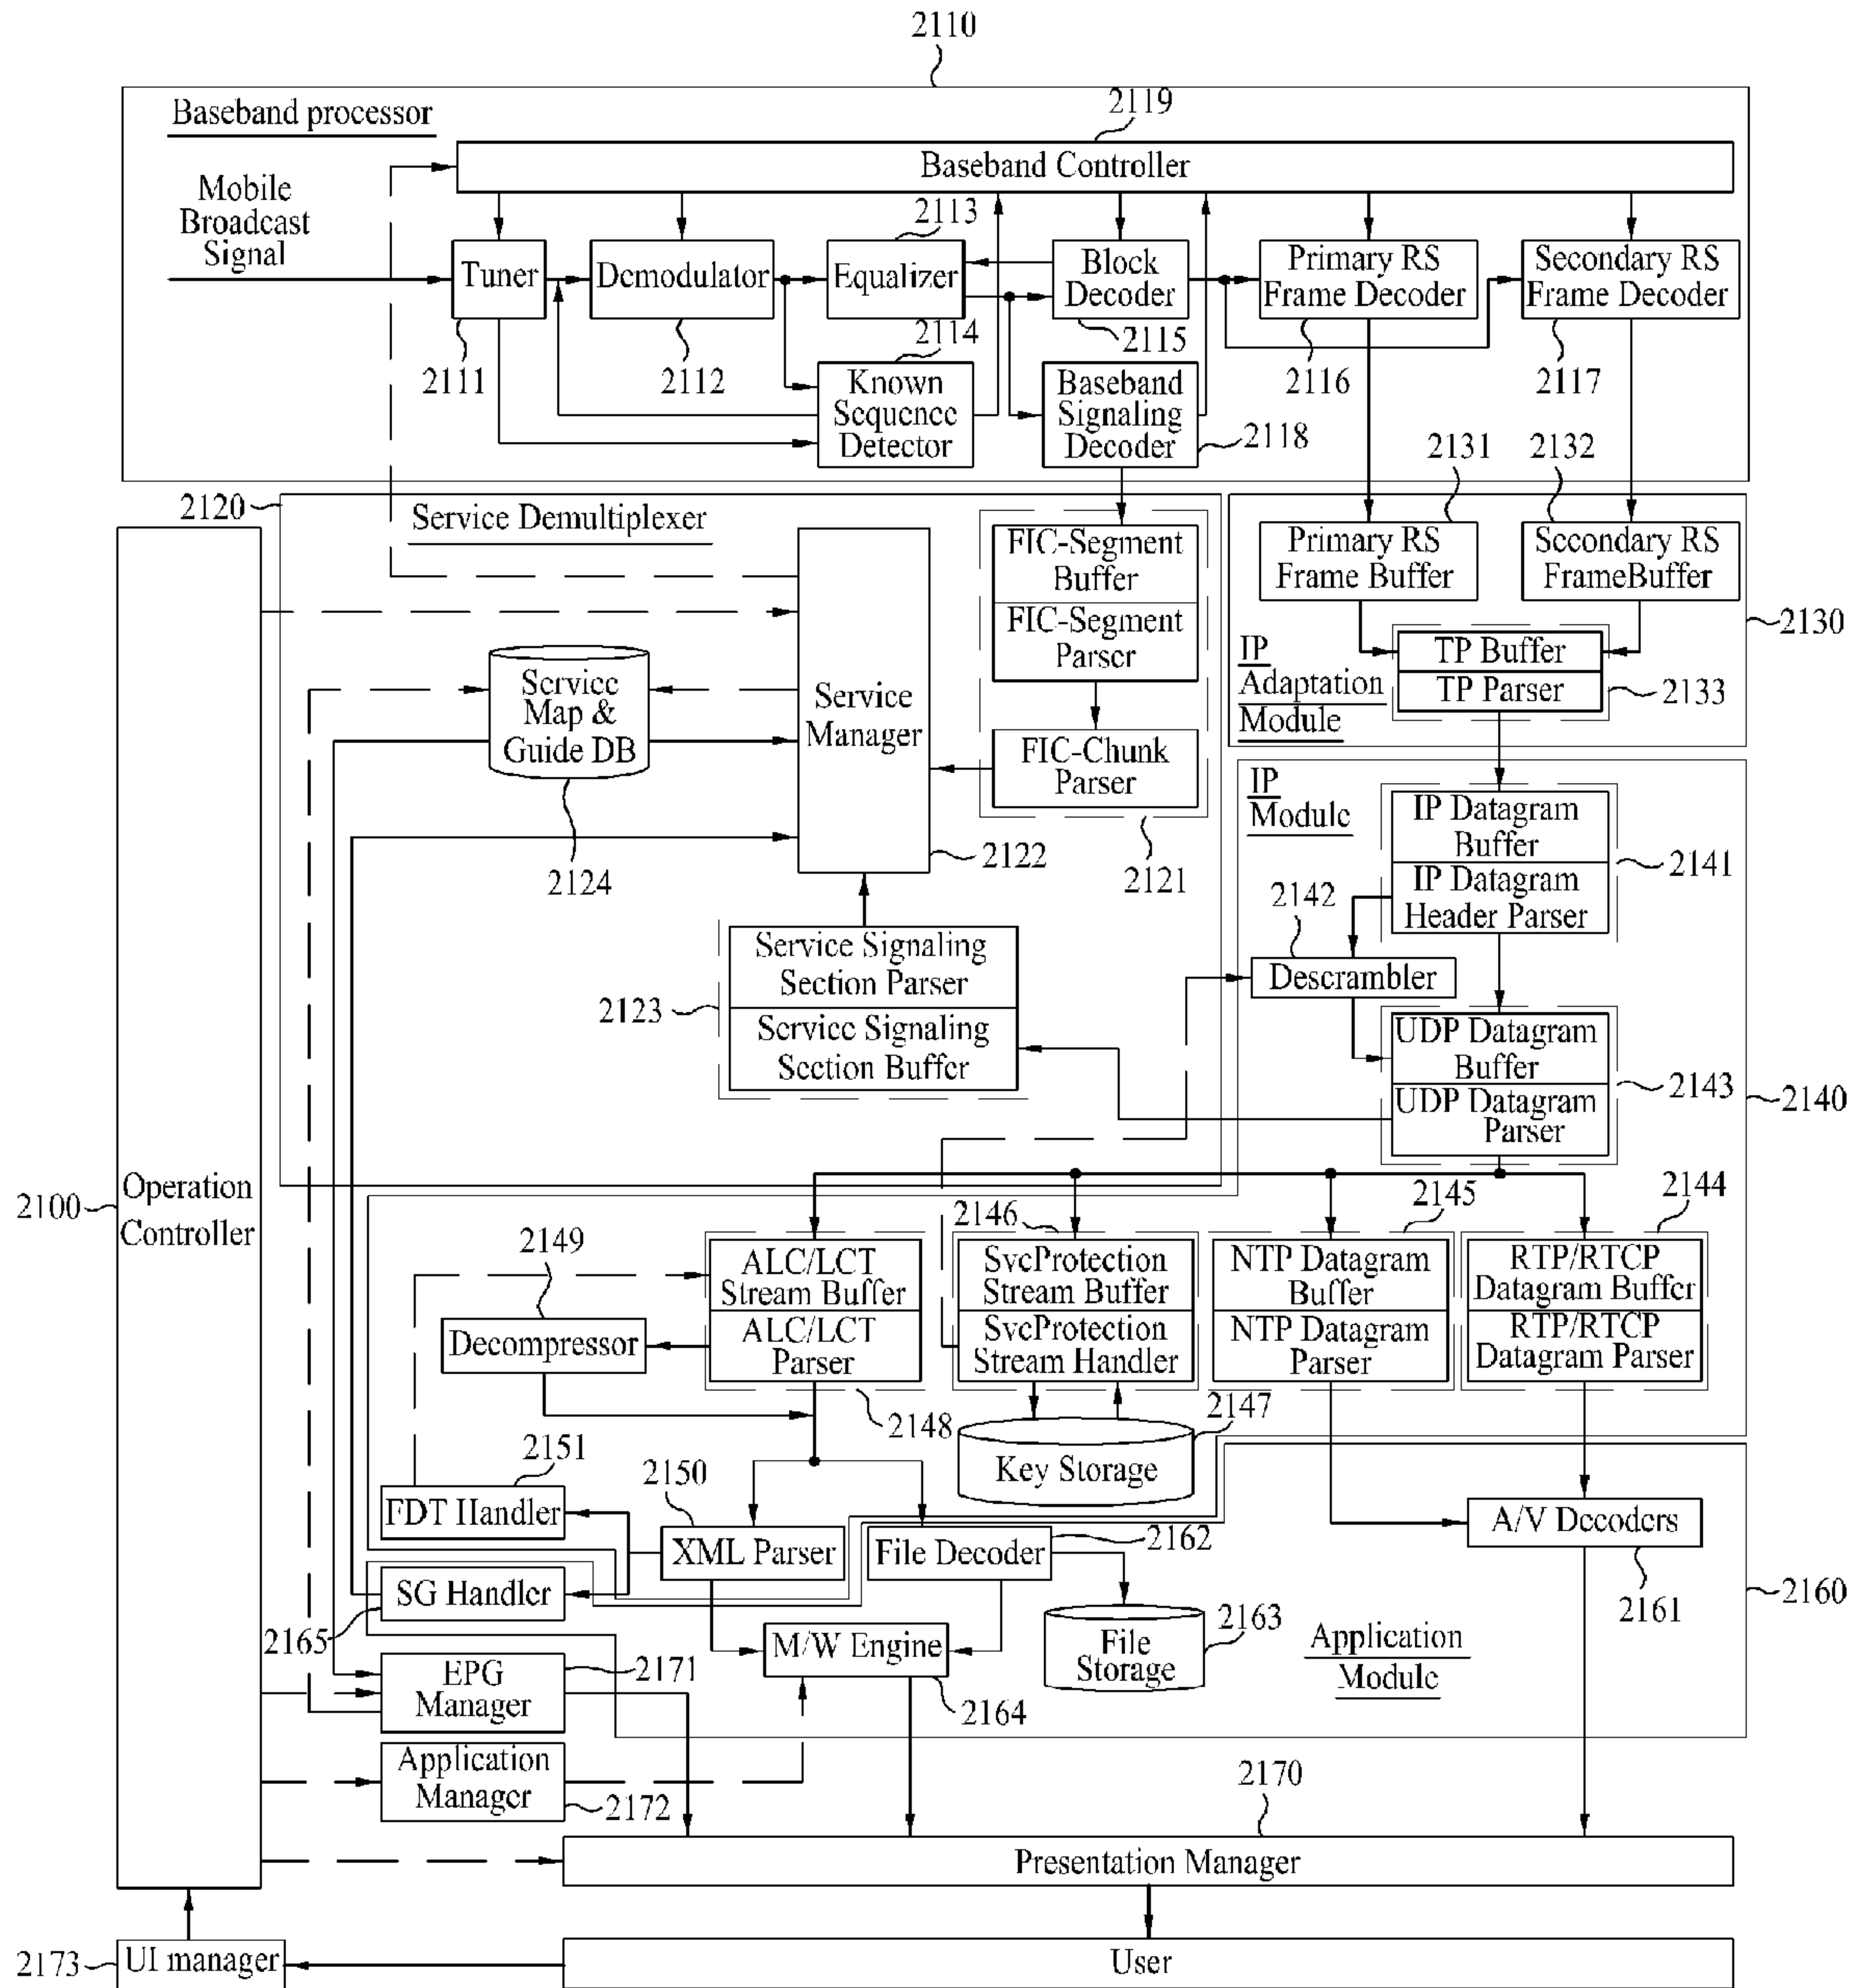 2110
Baseband processor
2119
Baseband Controller
Mobile
Broadcast
Signal
2113
Tuner
Demodulator
Equalizer
Block
Decoder
Primary RS
Frame Decoder
Secondary RS
Frame Decoder
2111
2112
2114
2115
2116
2117
Known
Sequence
Detector
Baseband
Signaling
Decoder
2118
2131
2132
2120
Service Demultiplexer
FIC-Segment
Buffer
FIC-Segment
Parser
Primary RS
Frame Buffer
Secondary RS
FrameBuffer
2130
TP Buffer
TP Parser
2133
IP
Adaptation
Module
Service
Map &
Guide DB
Service
Manager
FIC-Chunk
Parser
2124
2122
2121
IP
Module
IP Datagram
Buffer
IP Datagram
Header Parser
2141
2142
Descrambler
Service Signaling
Section Parser
Service Signaling
Section Buffer
2123
UDP Datagram
Buffer
UDP Datagram
Parser
2143
2140
2100
Operation
Controller
2149
2146
2145
2144
ALC/LCT
Stream Buffer
ALC/LCT
Parser
SvcProtection
Stream Buffer
SvcProtection
Stream Handler
NTP Datagram
Buffer
NTP Datagram
Parser
RTP/RTCP
Datagram Buffer
RTP/RTCP
Datagram Parser
Decompressor
2148
2147
Key Storage
2151
2150
FDT Handler
XML Parser
File Decoder
2162
A/V Decoders
2161
2160
SG Handler
2165
M/W Engine
2164
File
Storage
2163
Application
Module
EPG
Manager
2171
Application
Manager
2172
2170
Presentation Manager
2173
UI manager
User